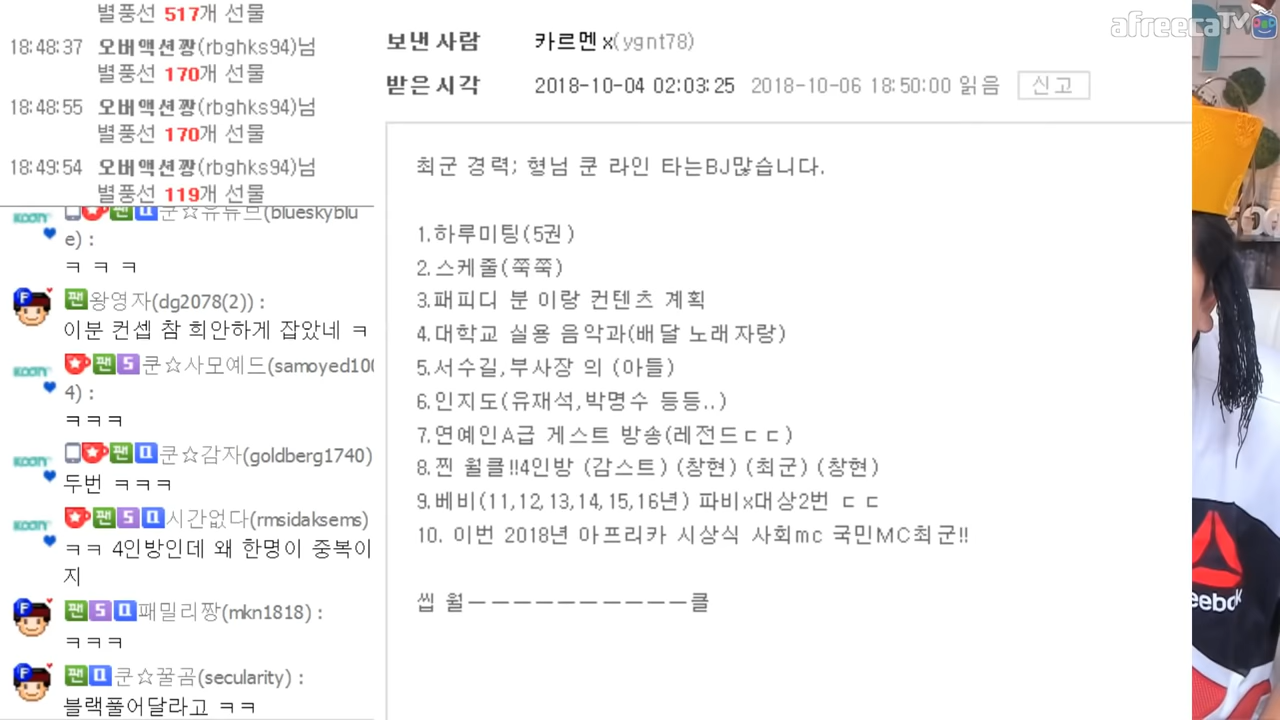 별풍선 517개 선물
18:48:37 오버액션짱(rbghks94)님
별풍선 170개 선물
18:48:55 오버액션짱(rbghks94)님
별풍선 170개 선물
18:49:54 오버액션짱(rbghks94)님
별풍선 119개 선물
KOON 팬 Q 쿤☆유튜브(blueskyblu
e) :
ㅋ ㅋ ㅋ
F 팬 왕영자(dg2078(2)) :
이분 컨셉 참 희안하게 잡았네 ㅋ
KOON 팬 S 쿤☆사모예드(samoyed100
4) :
ㅋㅋㅋ
KOON 팬 Q 쿤☆감자(goldberg1740)
두번 ㅋㅋㅋ
KOON 팬 S Q 시간없다(rmsidaksems)
ㅋㅋ 4인방인데 왜 한명이 중복이
지
F 팬 S Q 패밀리짱(mkn1818) :
ㅋㅋㅋ
F 팬 Q 쿤☆꿀곰(secularity) :
블랙풀어달라고 ㅋㅋ
보낸 사람 카르멘x(ygnt78)
받은 시각 2018-10-04 02:03:25 2018-10-06 18:50:00 읽음 신고
최군 경력; 형님 쿤 라인 타는BJ많습니다.
1.하루미팅(5권)
2.스케줄(쭉쭉)
3.패피디 분 이랑 컨텐츠 계획
4.대학교 실용 음악과(배달 노래자랑)
5.서수길,부사장 의 (아들)
6.인지도(유재석,박명수 등등..)
7.연예인A급 게스트 방송(레전드ㄷㄷ)
8.찐 월클!!4인방 (감스트) (창현) (최군) (창현)
9.베비(11,12,13,14,15,16년) 파비x대상2번 ㄷㄷ
10. 이번 2018년 아프리카 시상식 사회mc 국민MC최군!!
씹 월ㅡㅡㅡㅡㅡㅡㅡㅡㅡㅡ클
afreecaTV
eebok